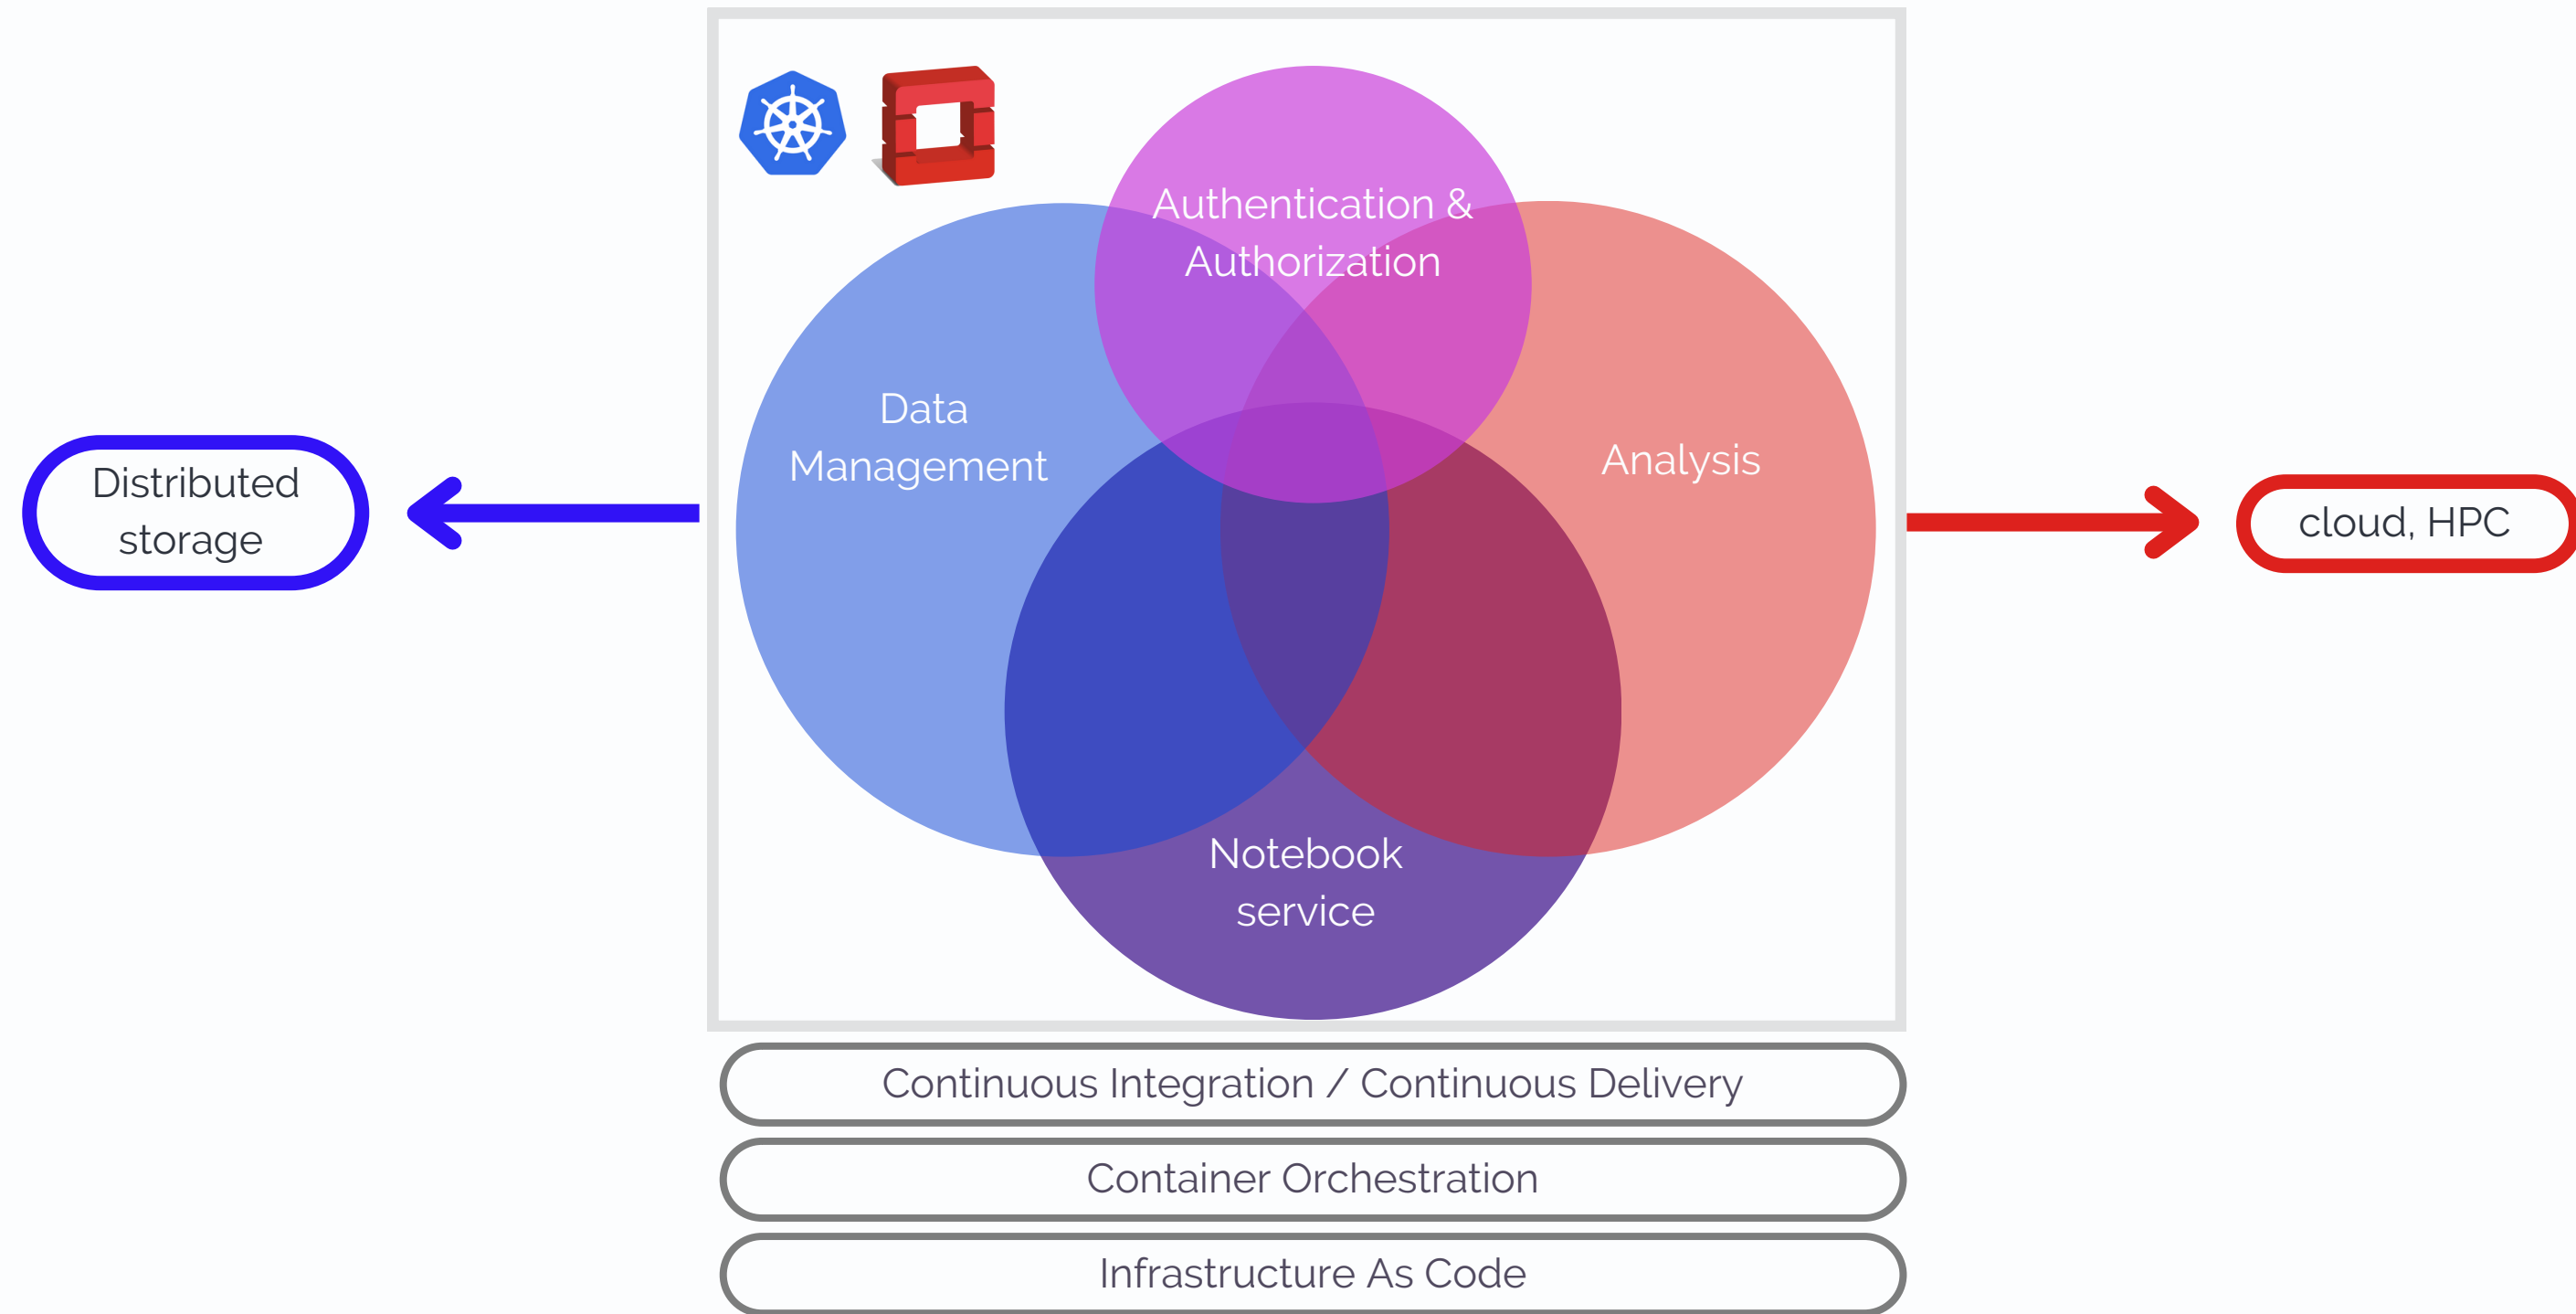 Authentication &
Authorization
Data
Management
Analysis
Distributed
storage
cloud, HPC
Notebook
service
Continuous Integration / Continuous Delivery
Container Orchestration
Infrastructure As Code